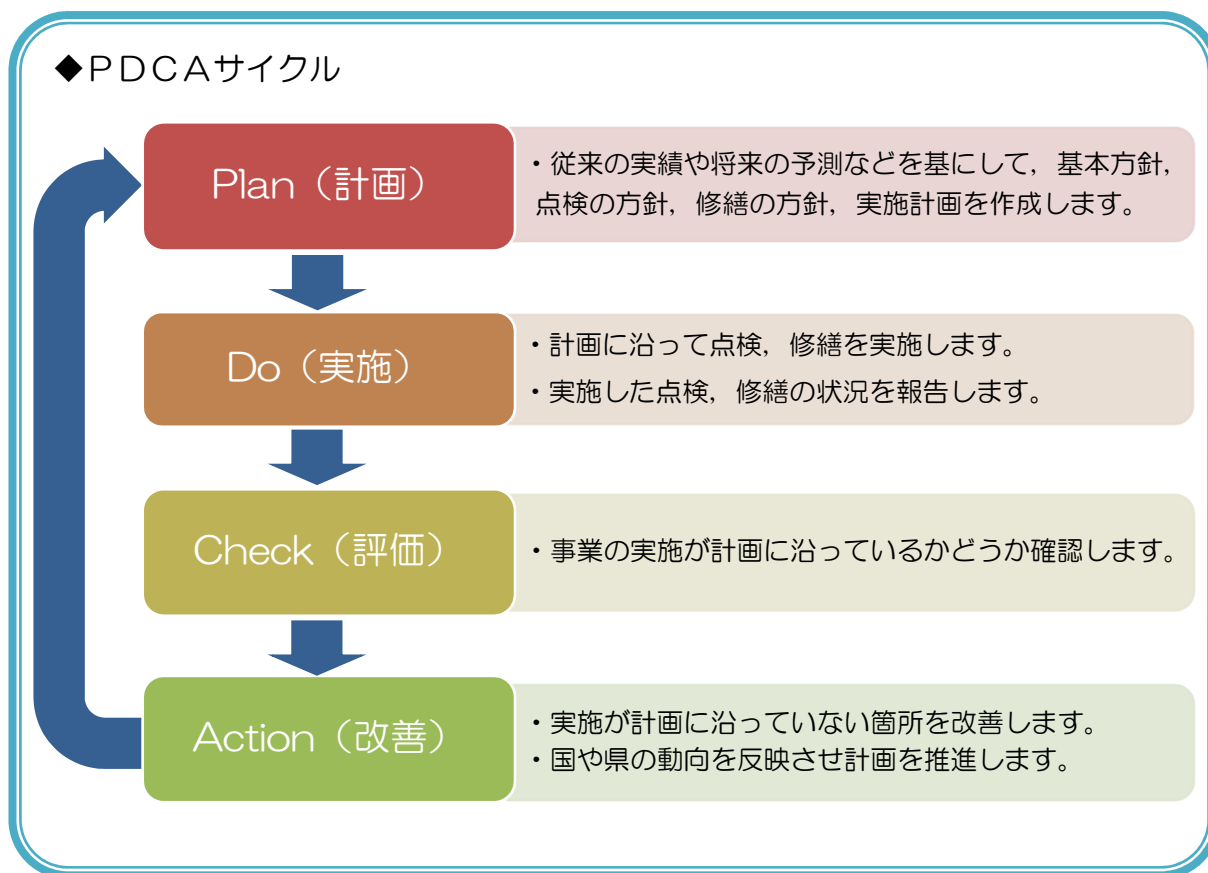 ◆ＰＤＣＡサイクル
Plan（計画）
・従来の実績や将来の予測などを基にして，基本方針，
点検の方針，修繕の方針，実施計画を作成します。
Do（実施）
・計画に沿って点検，修繕を実施します。
・実施した点検，修繕の状況を報告します。
Check（評価）
・事業の実施が計画に沿っているかどうか確認します。
Action（改善）
・実施が計画に沿っていない箇所を改善します。
・国や県の動向を反映させ計画を推進します。